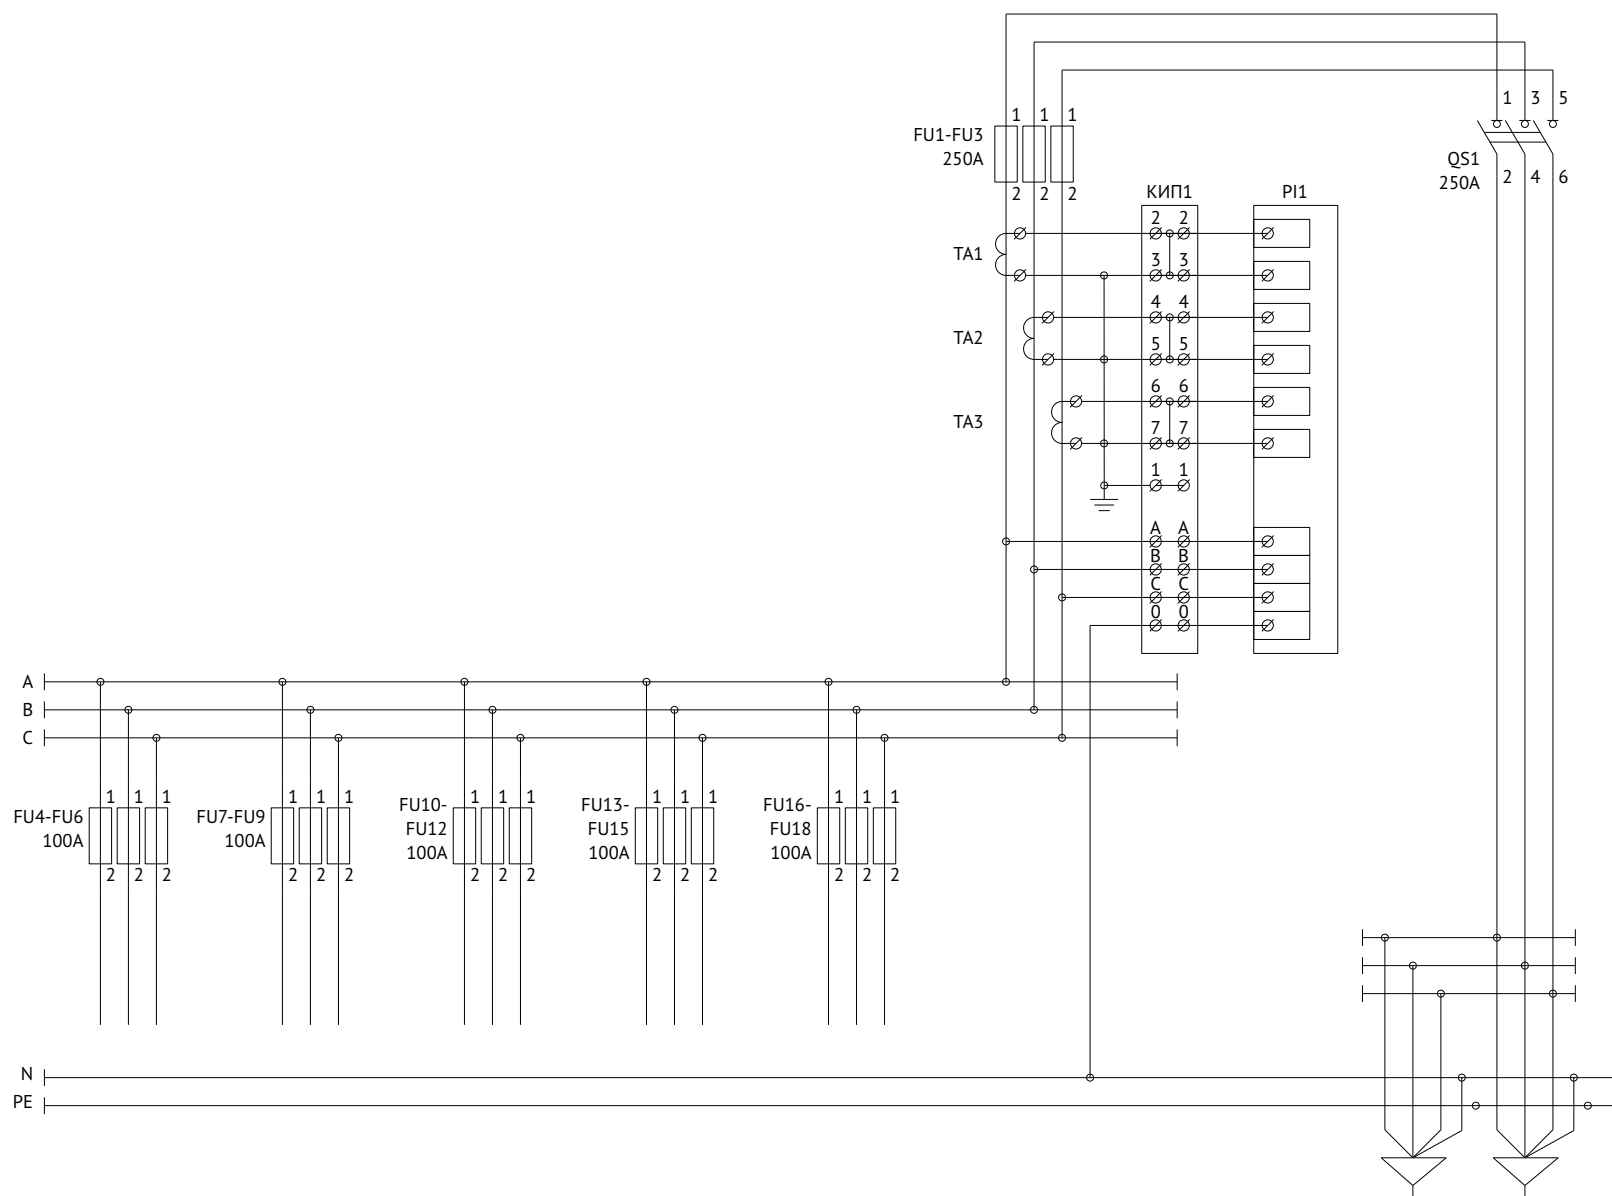 1 3 5
1 1 1
FU1-FU3
250A
QS1
250A
2 4 6
2 2 2
КИП1
PI1
2 2
TA1
3 3
4 4
TA2
5 5
6 6
TA3
7 7
1 1
A A
B B
C C
0 0
A
B
C
1 1 1
FU4-FU6
100A
2 2 2
1 1 1
FU7-FU9
100A
2 2 2
1 1 1
FU10-
FU12
100A
2 2 2
1 1 1
FU13-
FU15
100A
2 2 2
1 1 1
FU16-
FU18
100A
2 2 2
N
PE